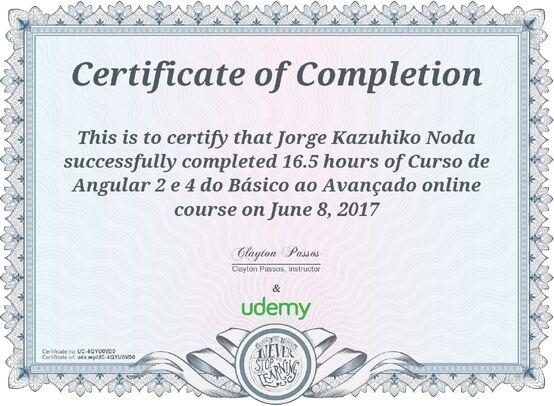 Certificate of Completion
This is to certify that Jorge Kazuhiko Noda
successfully completed 16.5 hours of Curso de
Angular 2 e 4 do Básico ao Avançado online
course on June 8, 2017
Clayton Passos
Clayton Passos, Instructor
&
udemy
NEVER
STOP
LEARNING
Certificate no: UC-4QYU0VD0
Certificate url: ude.my/UC-4QYU0VD0